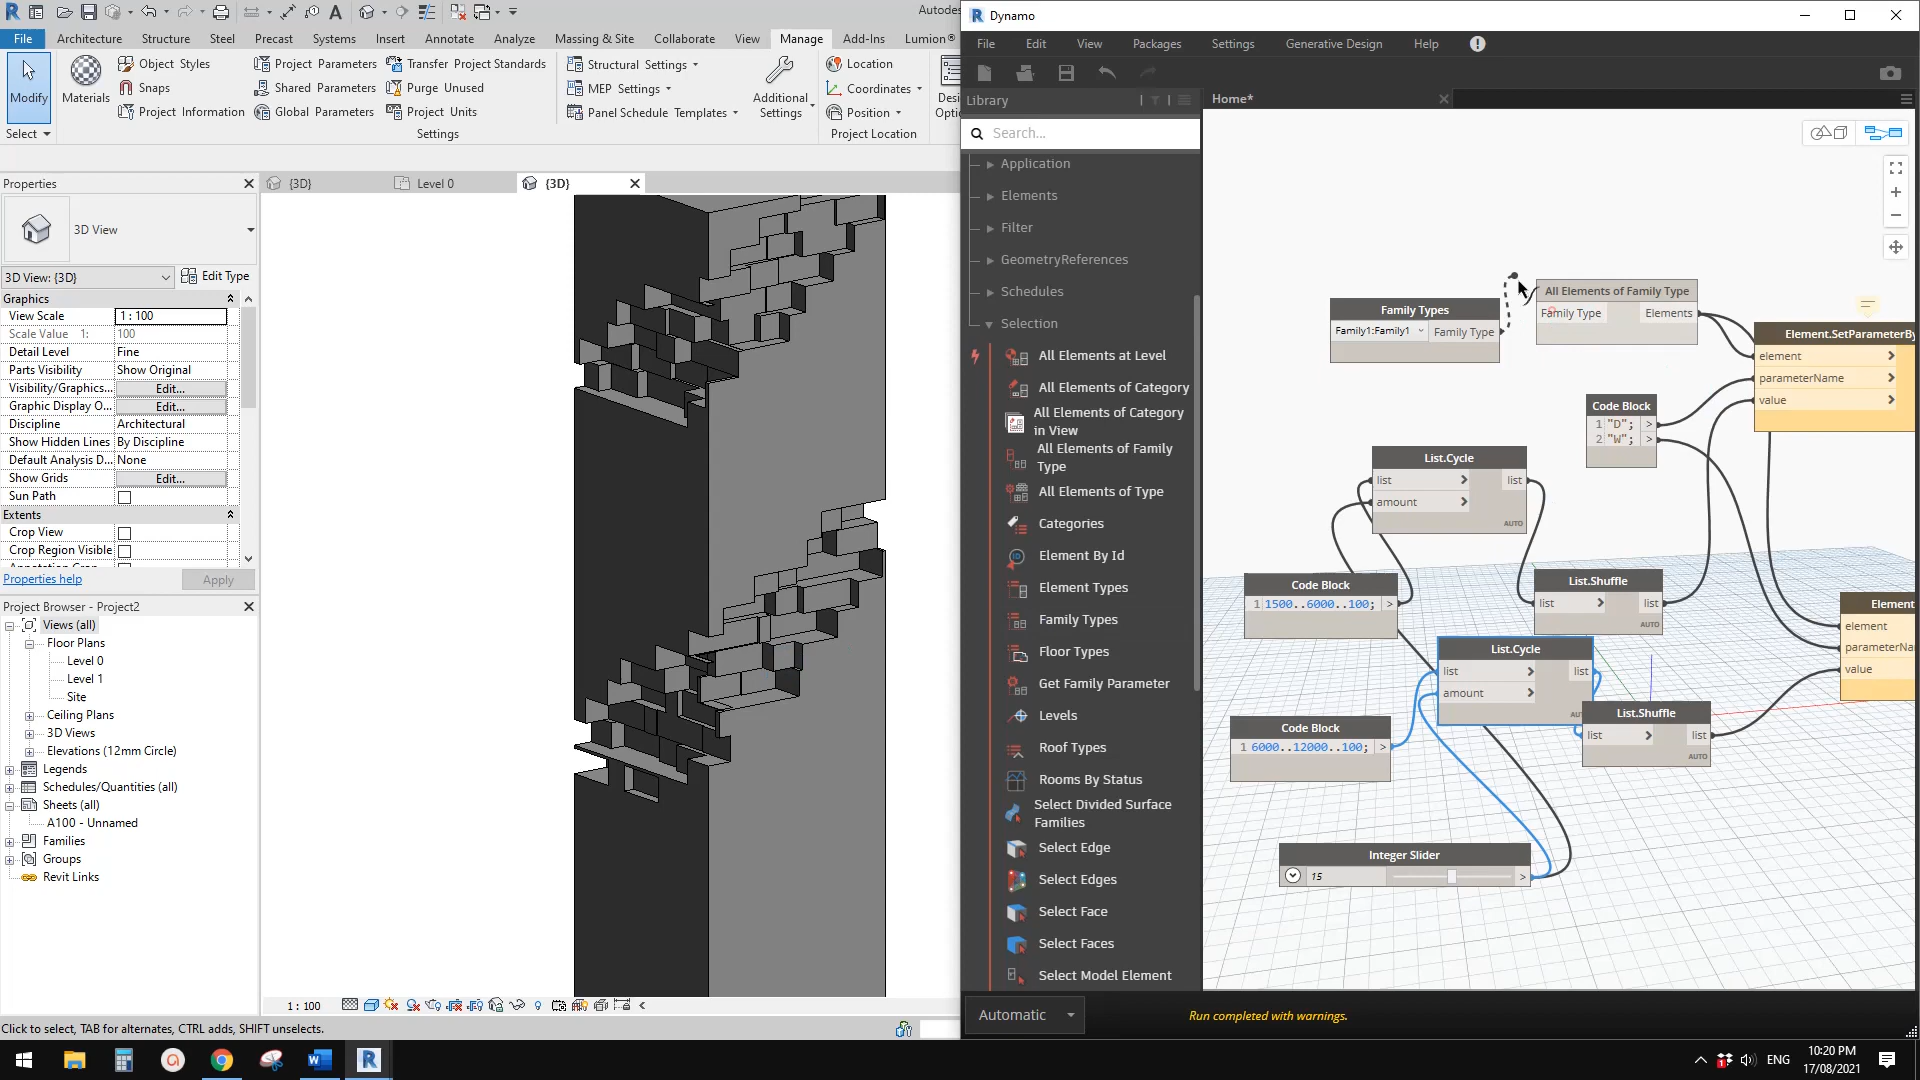 Autodes
File
Architecture
Structure
Steel
Precast
Systems
Insert
Annotate
Analyze
Massing & Site
Collaborate
View
Manage
Add-Ins
Lumion®
Modify
Select
Materials
Object Styles
Snaps
Project Information
Project Parameters
Shared Parameters
Global Parameters
Transfer Project Standards
Purge Unused
Project Units
Settings
Structural Settings
MEP Settings
Panel Schedule Templates
Additional
Settings
Location
Coordinates
Position
Project Location
Desi
Optio
Properties
{3D}
Level 0
{3D}
3D View
3D View: {3D}
Edit Type
Graphics
View Scale
1 : 100
Scale Value 1:
100
Detail Level
Fine
Parts Visibility
Show Original
Visibility/Graphics...
Edit...
Graphic Display O...
Edit...
Discipline
Architectural
Show Hidden Lines
By Discipline
Default Analysis D...
None
Show Grids
Edit...
Sun Path
Extents
Crop View
Crop Region Visible
Properties help
Apply
Project Browser - Project2
Views (all)
Floor Plans
Level 0
Level 1
Site
Ceiling Plans
3D Views
Elevations (12mm Circle)
Legends
Schedules/Quantities (all)
Sheets (all)
A100 - Unnamed
Families
Groups
Revit Links
1 : 100
Click to select, TAB for alternates, CTRL adds, SHIFT unselects.
Dynamo
File
Edit
View
Packages
Settings
Generative Design
Help
Library
Search...
Application
Elements
Filter
GeometryReferences
Schedules
Selection
All Elements at Level
All Elements of Category
All Elements of Category
in View
All Elements of Family
Type
All Elements of Type
Categories
Element By Id
Element Types
Family Types
Floor Types
Get Family Parameter
Levels
Roof Types
Rooms By Status
Select Divided Surface
Families
Select Edge
Select Edges
Select Face
Select Faces
Select Model Element
Automatic
Run completed with warnings.
Home*
Family Types
Family1:Family1
Family Type
All Elements of Family Type
Family Type
Elements
Element.SetParameterBy
element
parameterName
value
Code Block
1 "D"; >
2 "W"; >
List.Cycle
list > list
amount >
AUTO
Code Block
1 1500..6000..100; >
List.Shuffle
list > list
AUTO
Element
element
parameterNa
value
List.Cycle
list > list
amount >
AUT
Code Block
1 6000..12000..100; >
List.Shuffle
list > list
AUTO
Integer Slider
15 >
ENG
10:20 PM
17/08/2021